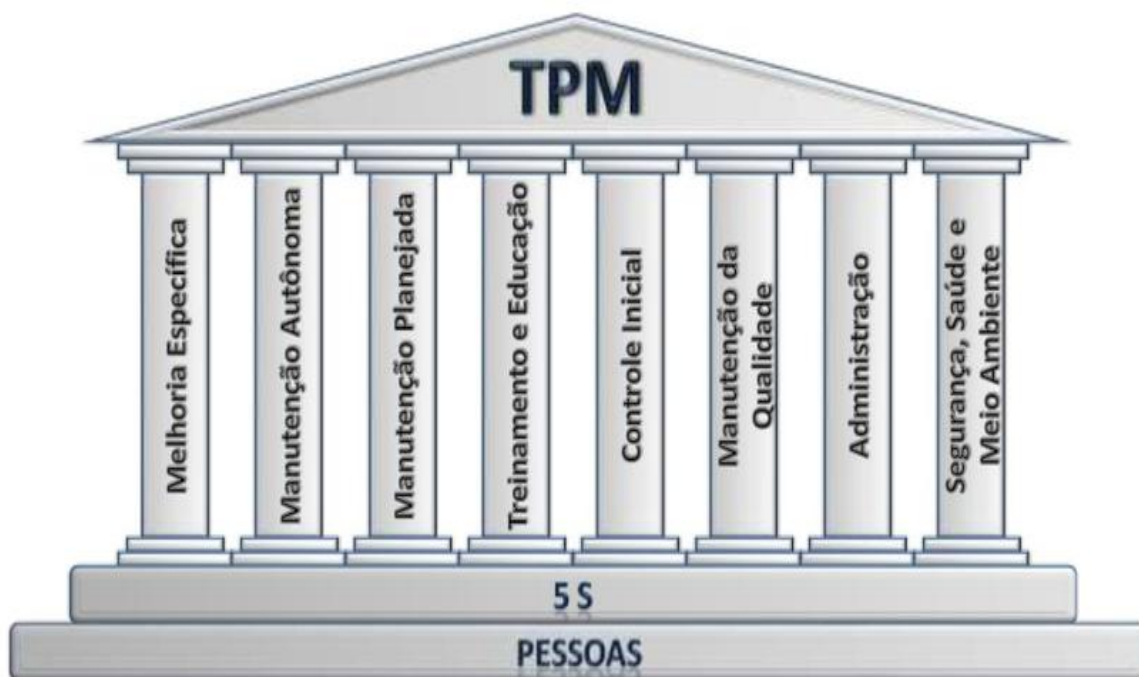 TPM
Melhoria Específica
Manutenção Autônoma
Manutenção Planejada
Treinamento e Educação
Controle Inicial
Manutenção da
Qualidade
Administração
Segurança, Saúde e
Meio Ambiente
5 S
PESSOAS